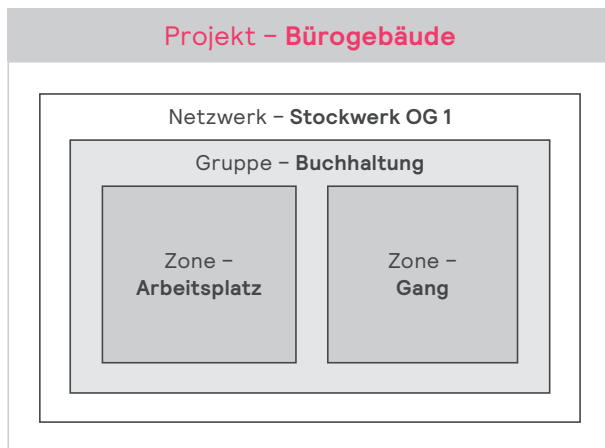 Projekt – Bürogebäude
Netzwerk – Stockwerk OG 1
Gruppe – Buchhaltung
Zone –
Arbeitsplatz
Zone –
Gang